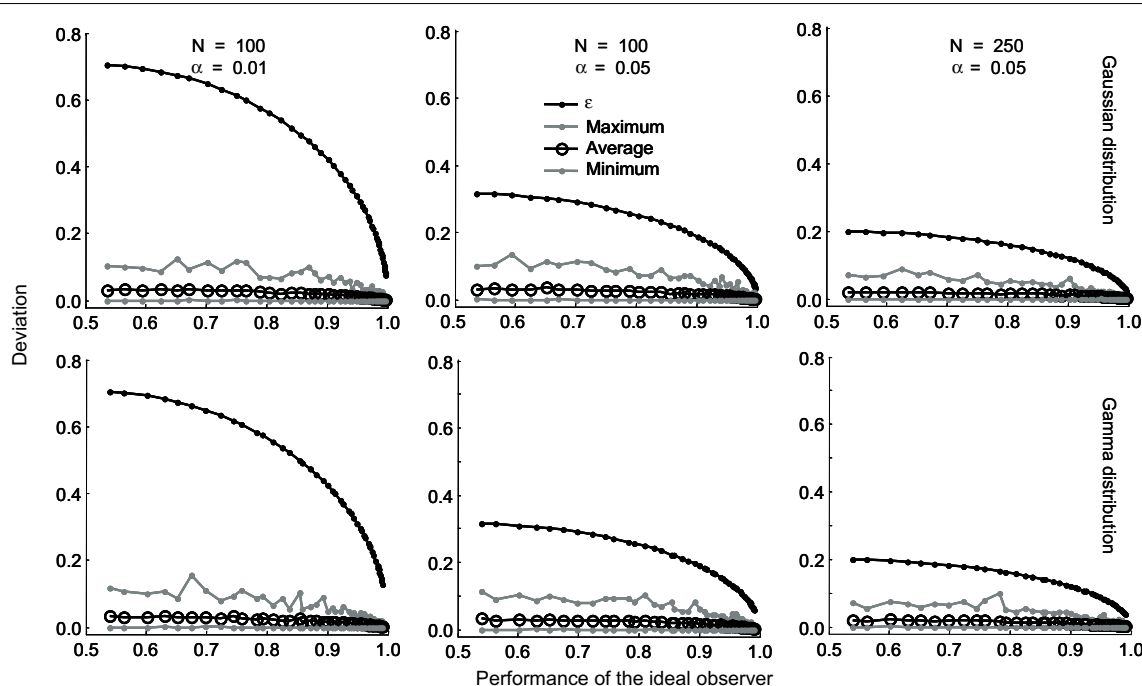 N = 100
α = 0.01
N = 100
α = 0.05
N = 250
α = 0.05
ε
Maximum
Average
Minimum
0.8
0.6
0.4
0.2
0.0
0.5 0.6 0.7 0.8 0.9 1.0
0.8
0.6
0.4
0.2
0.0
0.5 0.6 0.7 0.8 0.9 1.0
0.8
0.6
0.4
0.2
0.0
0.5 0.6 0.7 0.8 0.9 1.0
Gaussian distribution
Deviation
0.8
0.6
0.4
0.2
0.0
0.5 0.6 0.7 0.8 0.9 1.0
0.8
0.6
0.4
0.2
0.0
0.5 0.6 0.7 0.8 0.9 1.0
0.8
0.6
0.4
0.2
0.0
0.5 0.6 0.7 0.8 0.9 1.0
Gamma distribution
Performance of the ideal observer